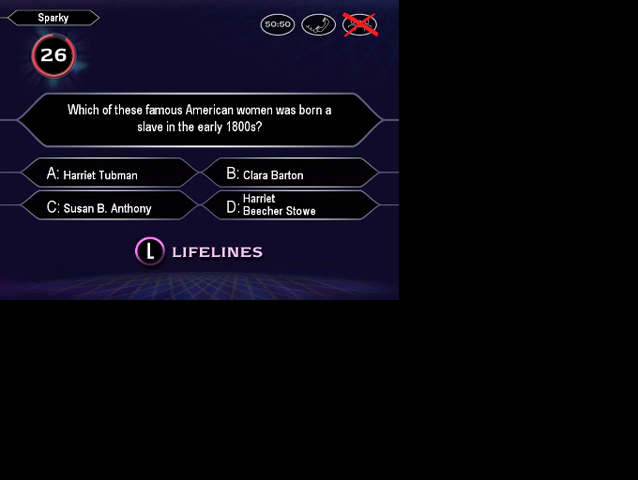 Sparky
50:50
26
Which of these famous American women was born a
slave in the early 1800s?
A: Harriet Tubman
B: Clara Barton
C: Susan B. Anthony
D: Harriet
Beecher Stowe
L LIFELINES